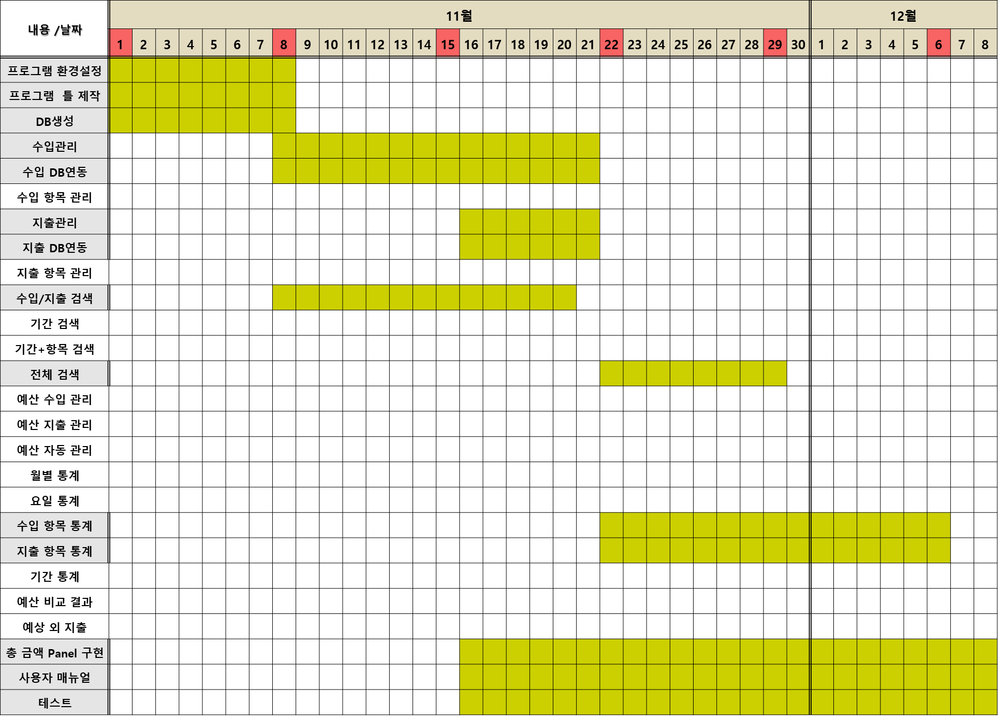 내용 /날짜
11월 12월
1 2 3 4 5 6 7 8 9 10 11 12 13 14 15 16 17 18 19 20 21 22 23 24 25 26 27 28 29 30 1 2 3 4 5 6 7 8
프로그램 환경설정
프로그램 틀 제작
DB생성
수입관리
수입 DB연동
수입 항목 관리
지출관리
지출 DB연동
지출 항목 관리
수입/지출 검색
기간 검색
기간+항목 검색
전체 검색
예산 수입 관리
예산 지출 관리
예산 자동 관리
월별 통계
요일 통계
수입 항목 통계
지출 항목 통계
기간 통계
예산 비교 결과
예상 외 지출
총 금액 Panel 구현
사용자 매뉴얼
테스트